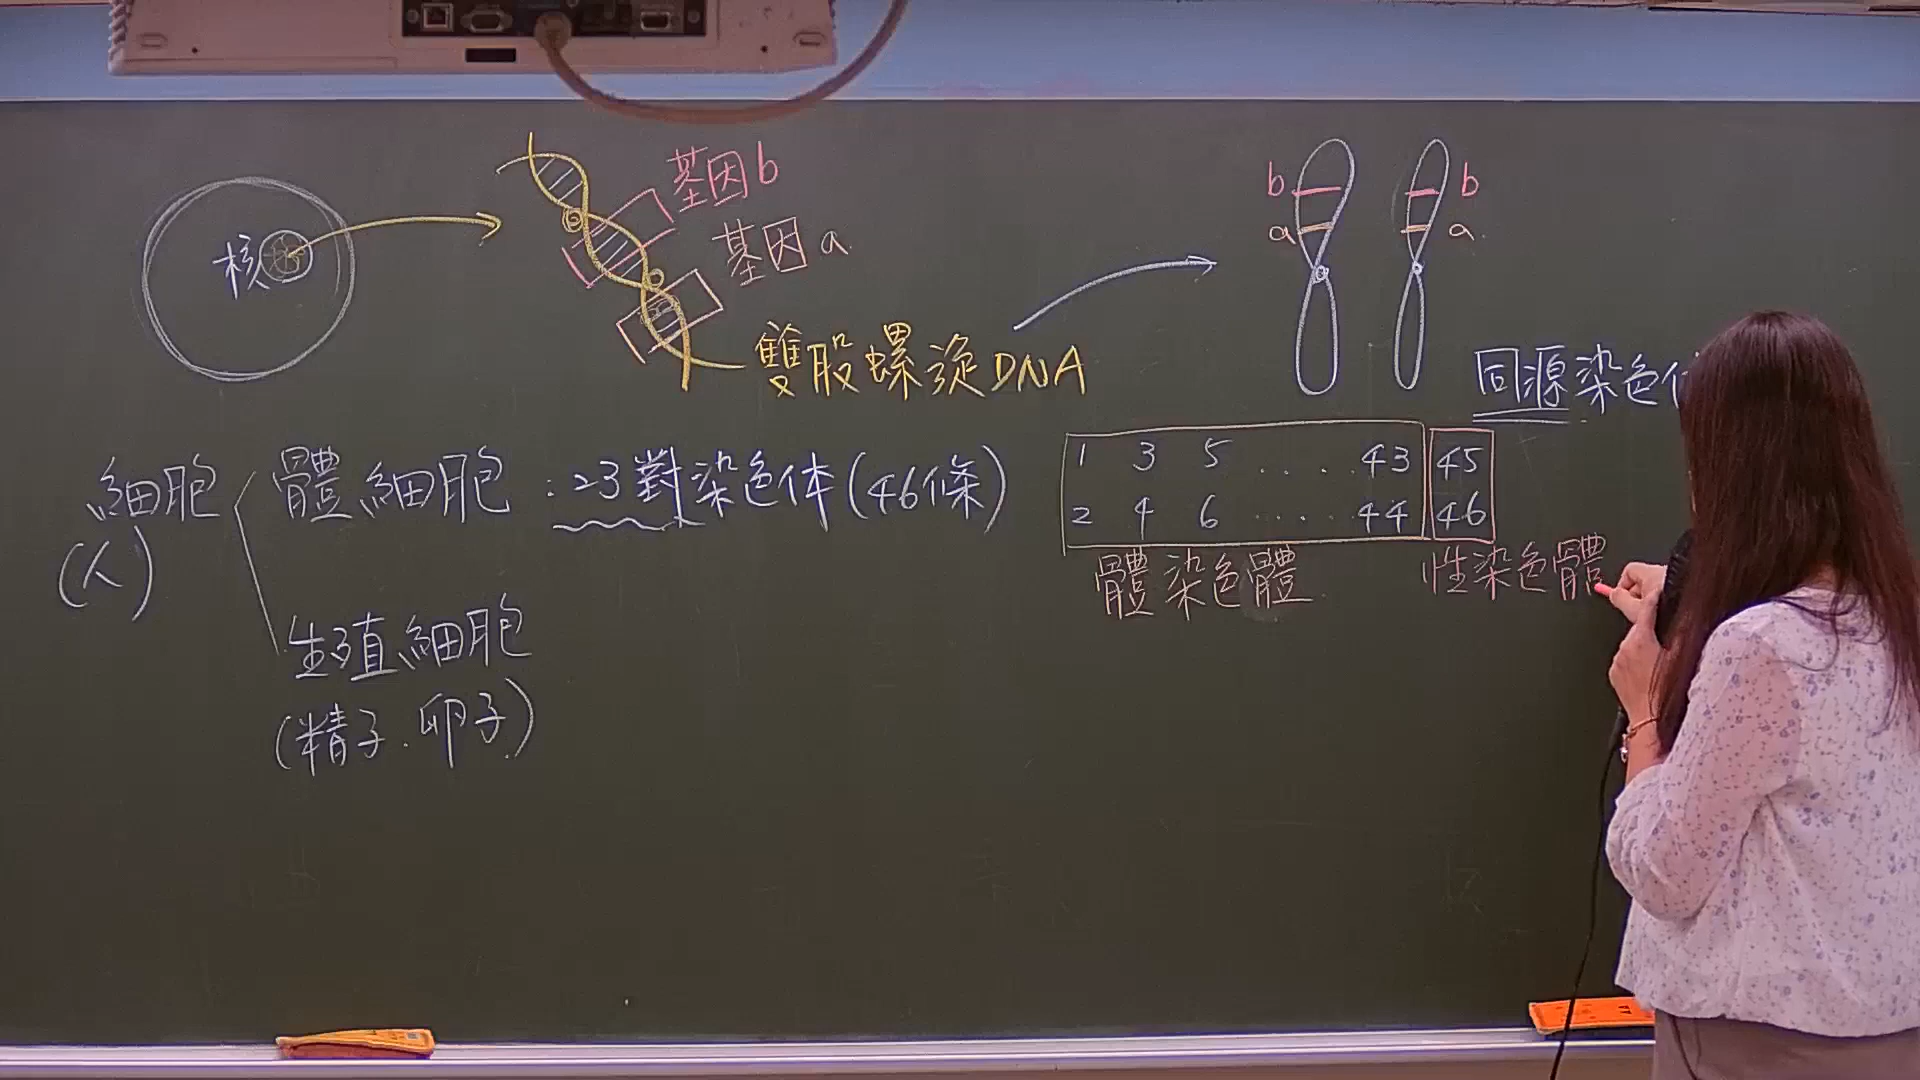 基因b
基因a
核
雙股螺旋DNA
b b
a a
同源染色
細胞
(人)
體細胞:23對染色体(46條)
生殖細胞
(精子.卵子)
1 3 5 ..... 43 45
2 4 6 ..... 44 46
體染色體
性染色體